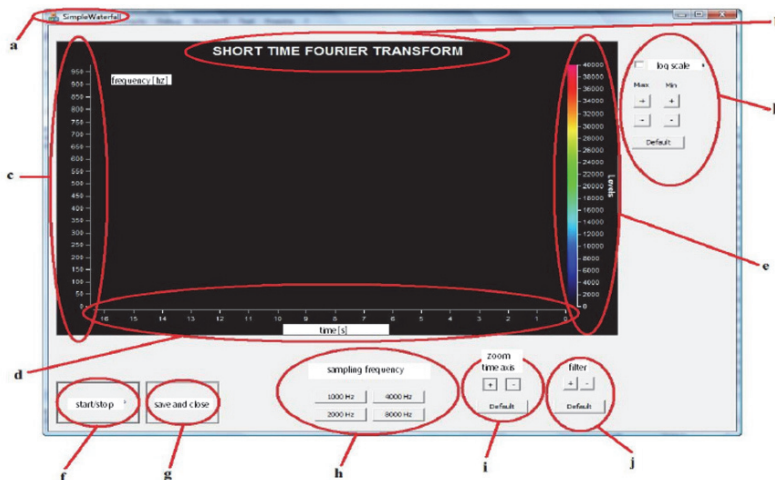 SimpleWaterfall
a
SHORT TIME FOURIER TRANSFORM
frequency [hz]
950
900
850
800
750
700
650
600
550
500
450
400
350
300
250
200
150
100
50
0
c
40000
38000
36000
34000
32000
30000
28000
26000
24000
22000
20000
18000
16000
14000
12000
10000
8000
6000
4000
2000
0
Levels
log scale
Max Min
+ +
- -
Default
e
16 15 14 13 12 11 10 9 8 7 6 5 4 3 2 1 0
time [s]
d
start/stop
save and close
sampling frequency
1000 Hz 4000 Hz
2000 Hz 8000 Hz
zoom
time axis
+ -
Default
filter
+ -
Default
f
g
h
i
j